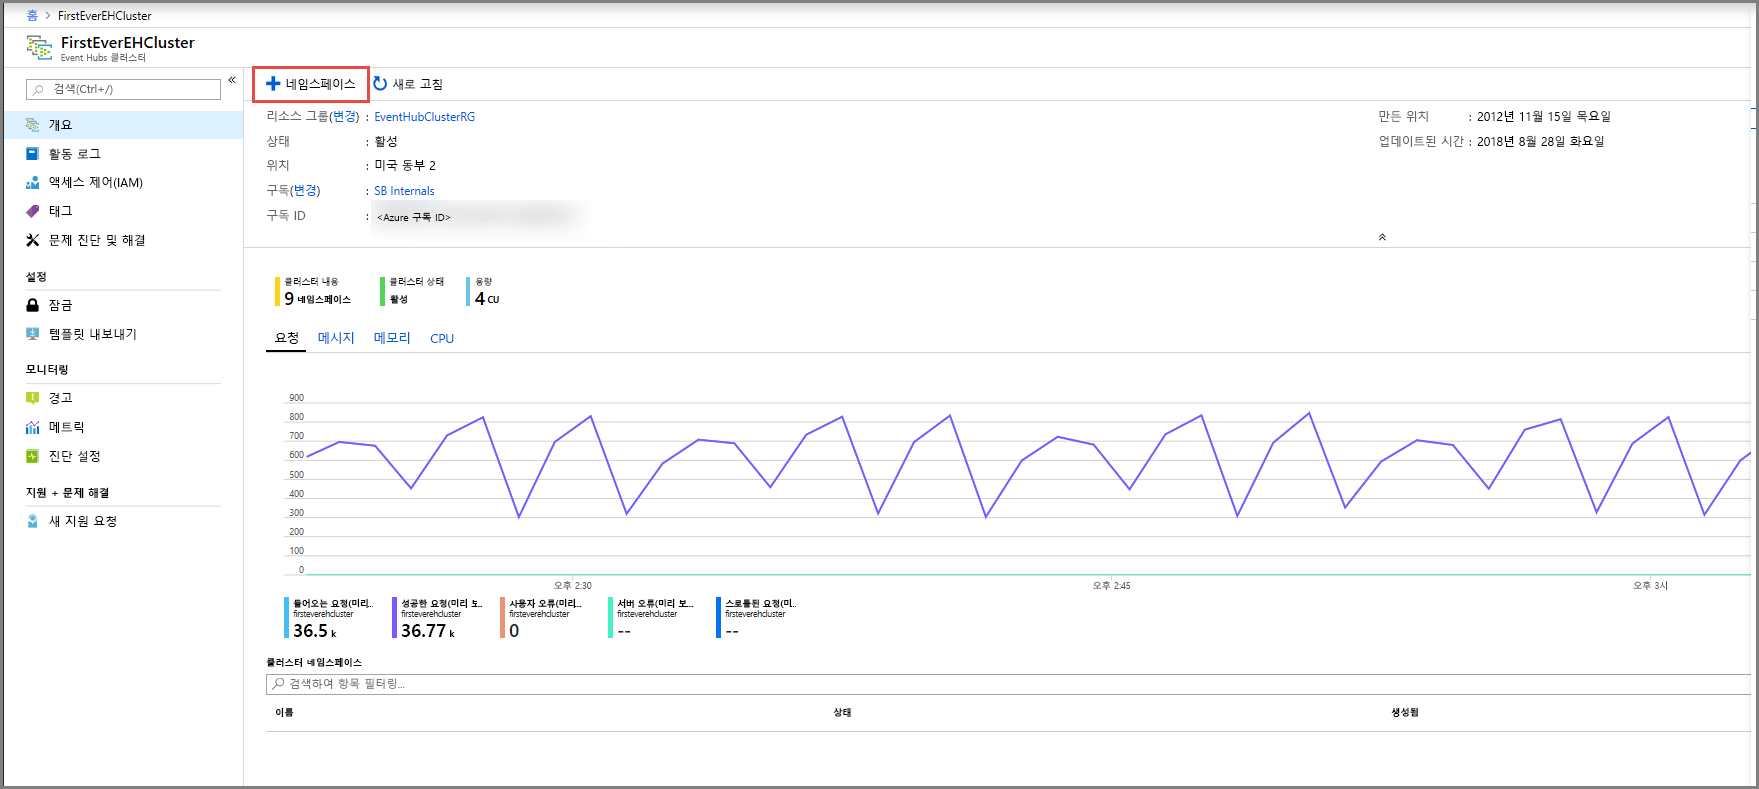 홈 > FirstEverEHCluster
FirstEverEHCluster
Event Hubs 클러스터
검색(Ctrl+/)
«
개요
활동 로그
액세스 제어(IAM)
태그
문제 진단 및 해결
설정
잠금
템플릿 내보내기
모니터링
경고
메트릭
진단 설정
지원 + 문제 해결
새 지원 요청
네임스페이스 새로 고침
리소스 그룹(변경) : EventHubClusterRG
상태 : 활성
위치 : 미국 동부 2
구독(변경) : SB Internals
구독 ID : <Azure 구독 ID>
만든 위치 : 2012년 11월 15일 목요일
업데이트된 시간 : 2018년 8월 28일 화요일
클러스터 내용
9 네임스페이스
클러스터 상태
활성
용량
4 CU
요청 메시지 메모리 CPU
900
800
700
600
500
400
300
200
100
0
오후 2:30 오후 2:45 오후 3시
들어오는 요청(미리..
firsteverehcluster
36.5 k
성공한 요청(미리 보..
firsteverehcluster
36.77 k
사용자 오류(미리...
firsteverehcluster
0
서버 오류(미리 보...
firsteverehcluster
--
스로틀된 요청(미..
firsteverehcluster
--
클러스터 네임스페이스
검색하여 항목 필터링...
이름 상태 생성됨